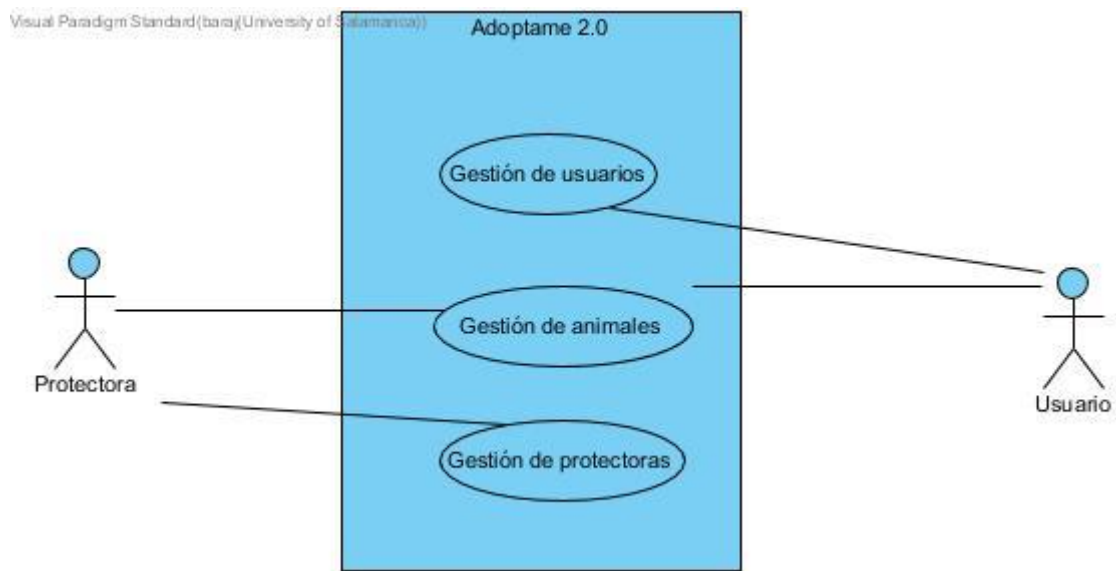 Visual Paradigm Standard(baraj(University of Salamanca))
Adoptame 2.0
Gestión de usuarios
Gestión de animales
Protectora
Usuario
Gestión de protectoras